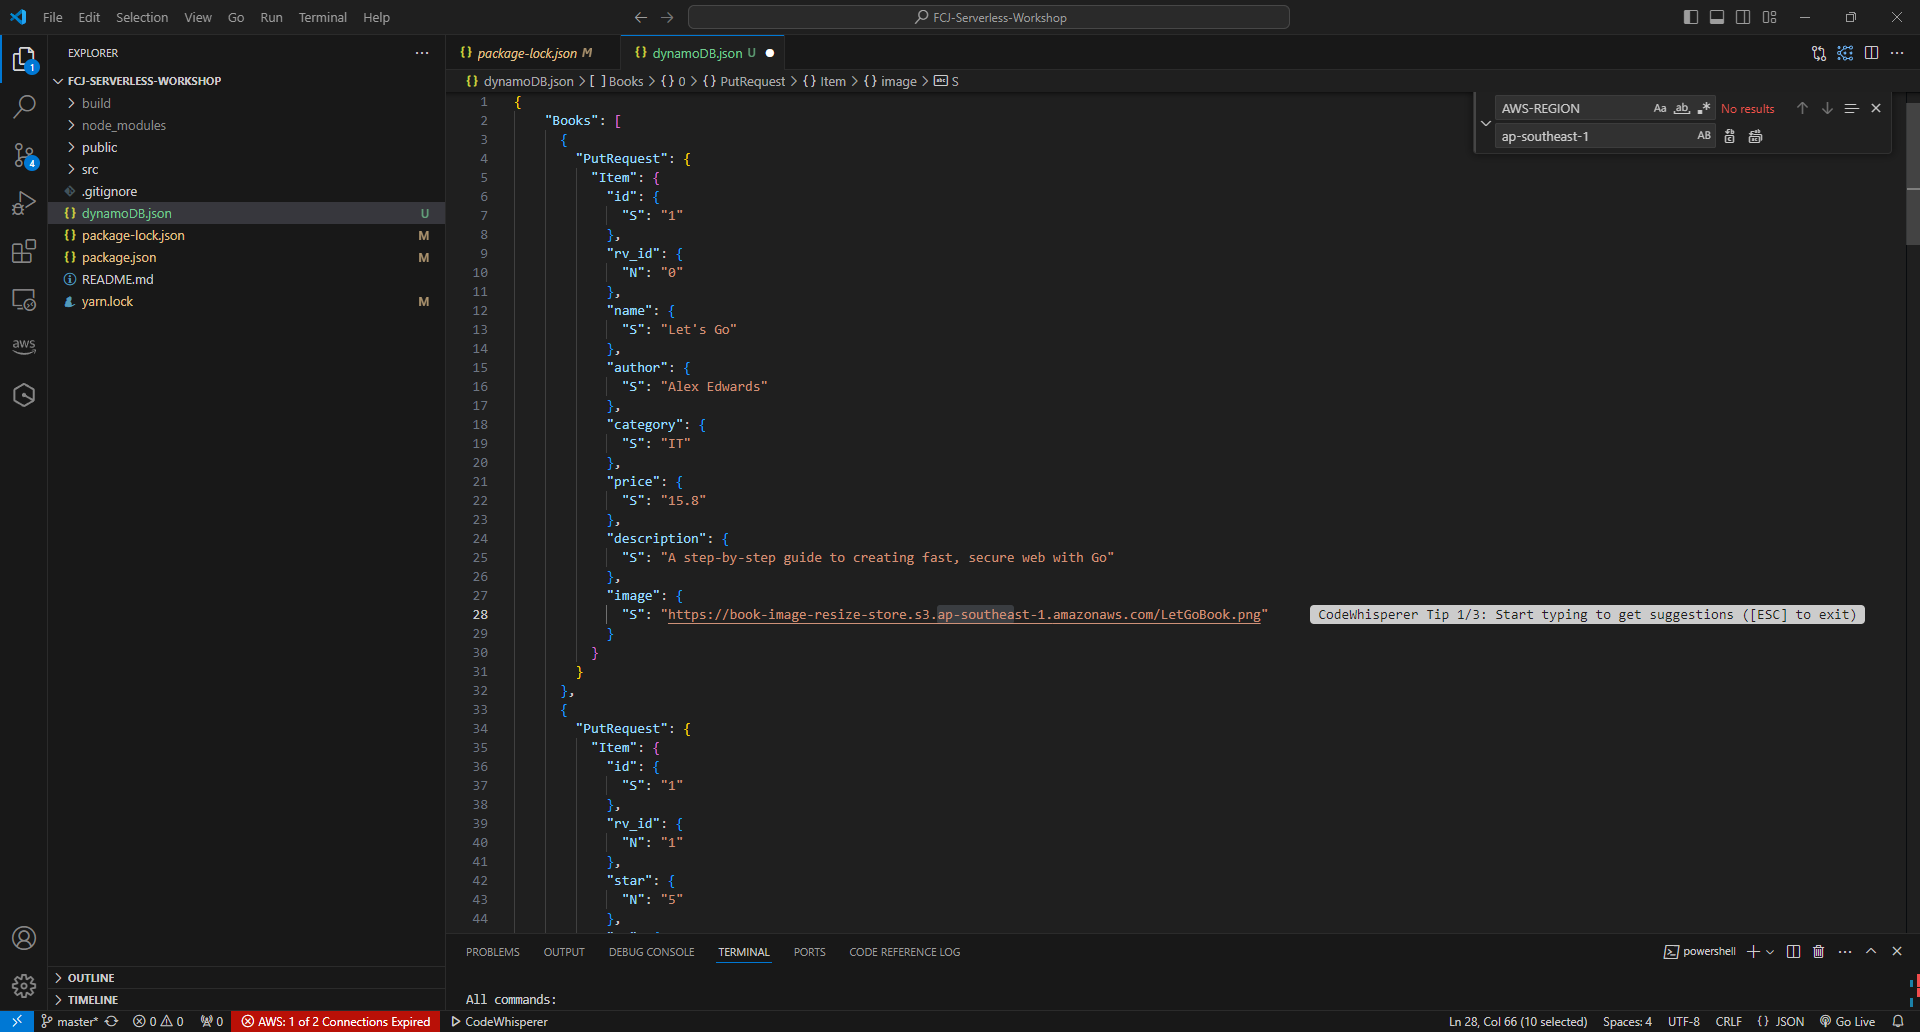 File Edit Selection View Go Run Terminal Help
FCJ-Serverless-Workshop
EXPLORER
FCJ-SERVERLESS-WORKSHOP
build
node_modules
public
src
.gitignore
{} dynamoDB.json U
{} package-lock.json M
{} package.json M
README.md
yarn.lock M
1
4
aws
OUTLINE
TIMELINE
{} package-lock.json M
{} dynamoDB.json U
{} dynamoDB.json > [ ] Books > {} 0 > {} PutRequest > {} Item > {} image > abc S
AWS-REGION Aa ab .* No results
ap-southeast-1 AB
1 {
2 "Books": [
3 {
4 "PutRequest": {
5 "Item": {
6 "id": {
7 "S": "1"
8 },
9 "rv_id": {
10 "N": "0"
11 },
12 "name": {
13 "S": "Let's Go"
14 },
15 "author": {
16 "S": "Alex Edwards"
17 },
18 "category": {
19 "S": "IT"
20 },
21 "price": {
22 "S": "15.8"
23 },
24 "description": {
25 "S": "A step-by-step guide to creating fast, secure web with Go"
26 },
27 "image": {
28 "S": "https://book-image-resize-store.s3.ap-southeast-1.amazonaws.com/LetGoBook.png" CodeWhisperer Tip 1/3: Start typing to get suggestions ([ESC] to exit)
29 }
30 }
31 }
32 },
33 {
34 "PutRequest": {
35 "Item": {
36 "id": {
37 "S": "1"
38 },
39 "rv_id": {
40 "N": "1"
41 },
42 "star": {
43 "N": "5"
44 },
PROBLEMS OUTPUT DEBUG CONSOLE TERMINAL PORTS CODE REFERENCE LOG
powershell
All commands:
master* 0 0 0 AWS: 1 of 2 Connections Expired CodeWhisperer
Ln 28, Col 66 (10 selected) Spaces: 4 UTF-8 CRLF {} JSON Go Live